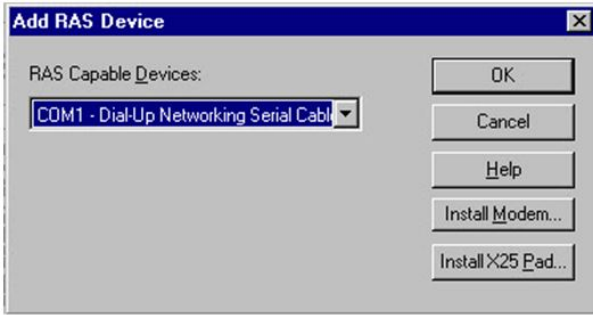 Add RAS Device
RAS Capable Devices:
COM1 - Dial-Up Networking Serial
OK
Cancel
Help
Install Modem...
Install X25 Pad...